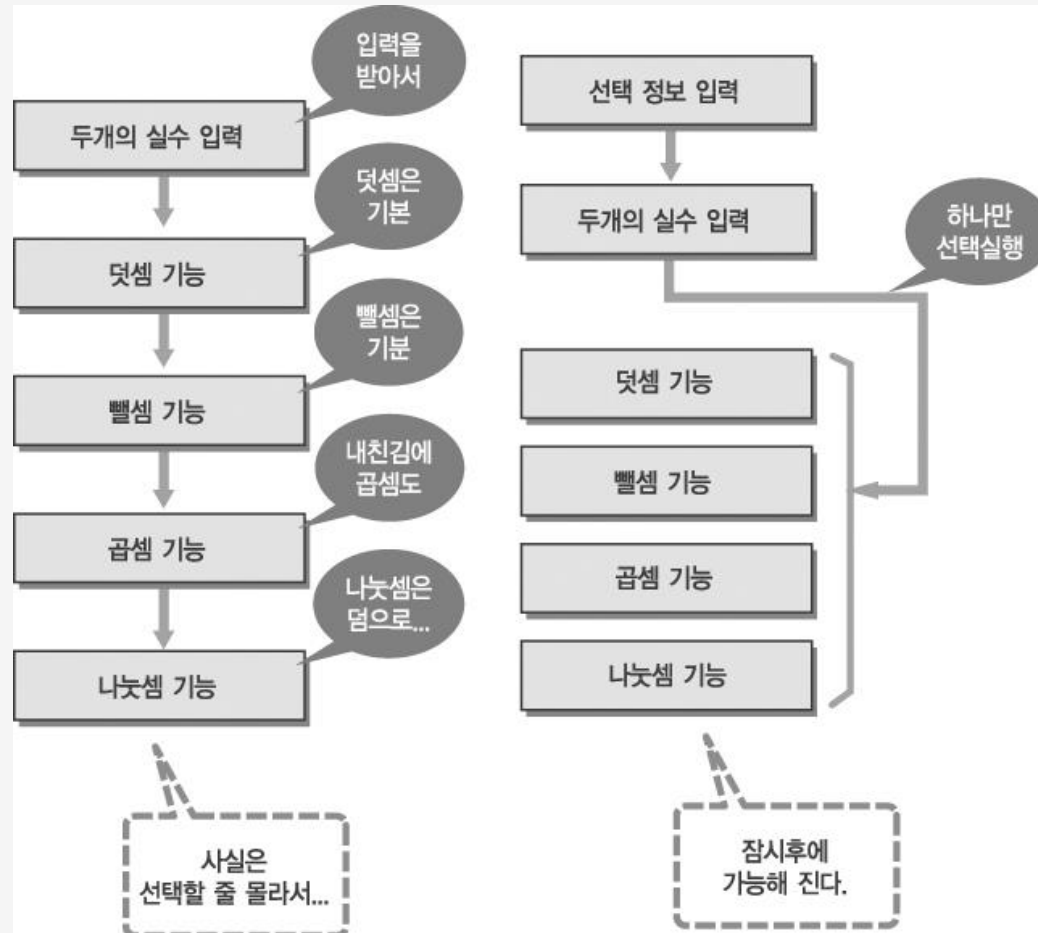 입력을
받아서
두개의 실수 입력
덧셈은
기본
덧셈 기능
뺄셈은
기분
뺄셈 기능
내친김에
곱셈도
곱셈 기능
나눗셈은
덤으로...
나눗셈 기능
사실은
선택할 줄 몰라서...
선택 정보 입력
두개의 실수 입력
하나만
선택실행
덧셈 기능
뺄셈 기능
곱셈 기능
나눗셈 기능
잠시후에
가능해 진다.